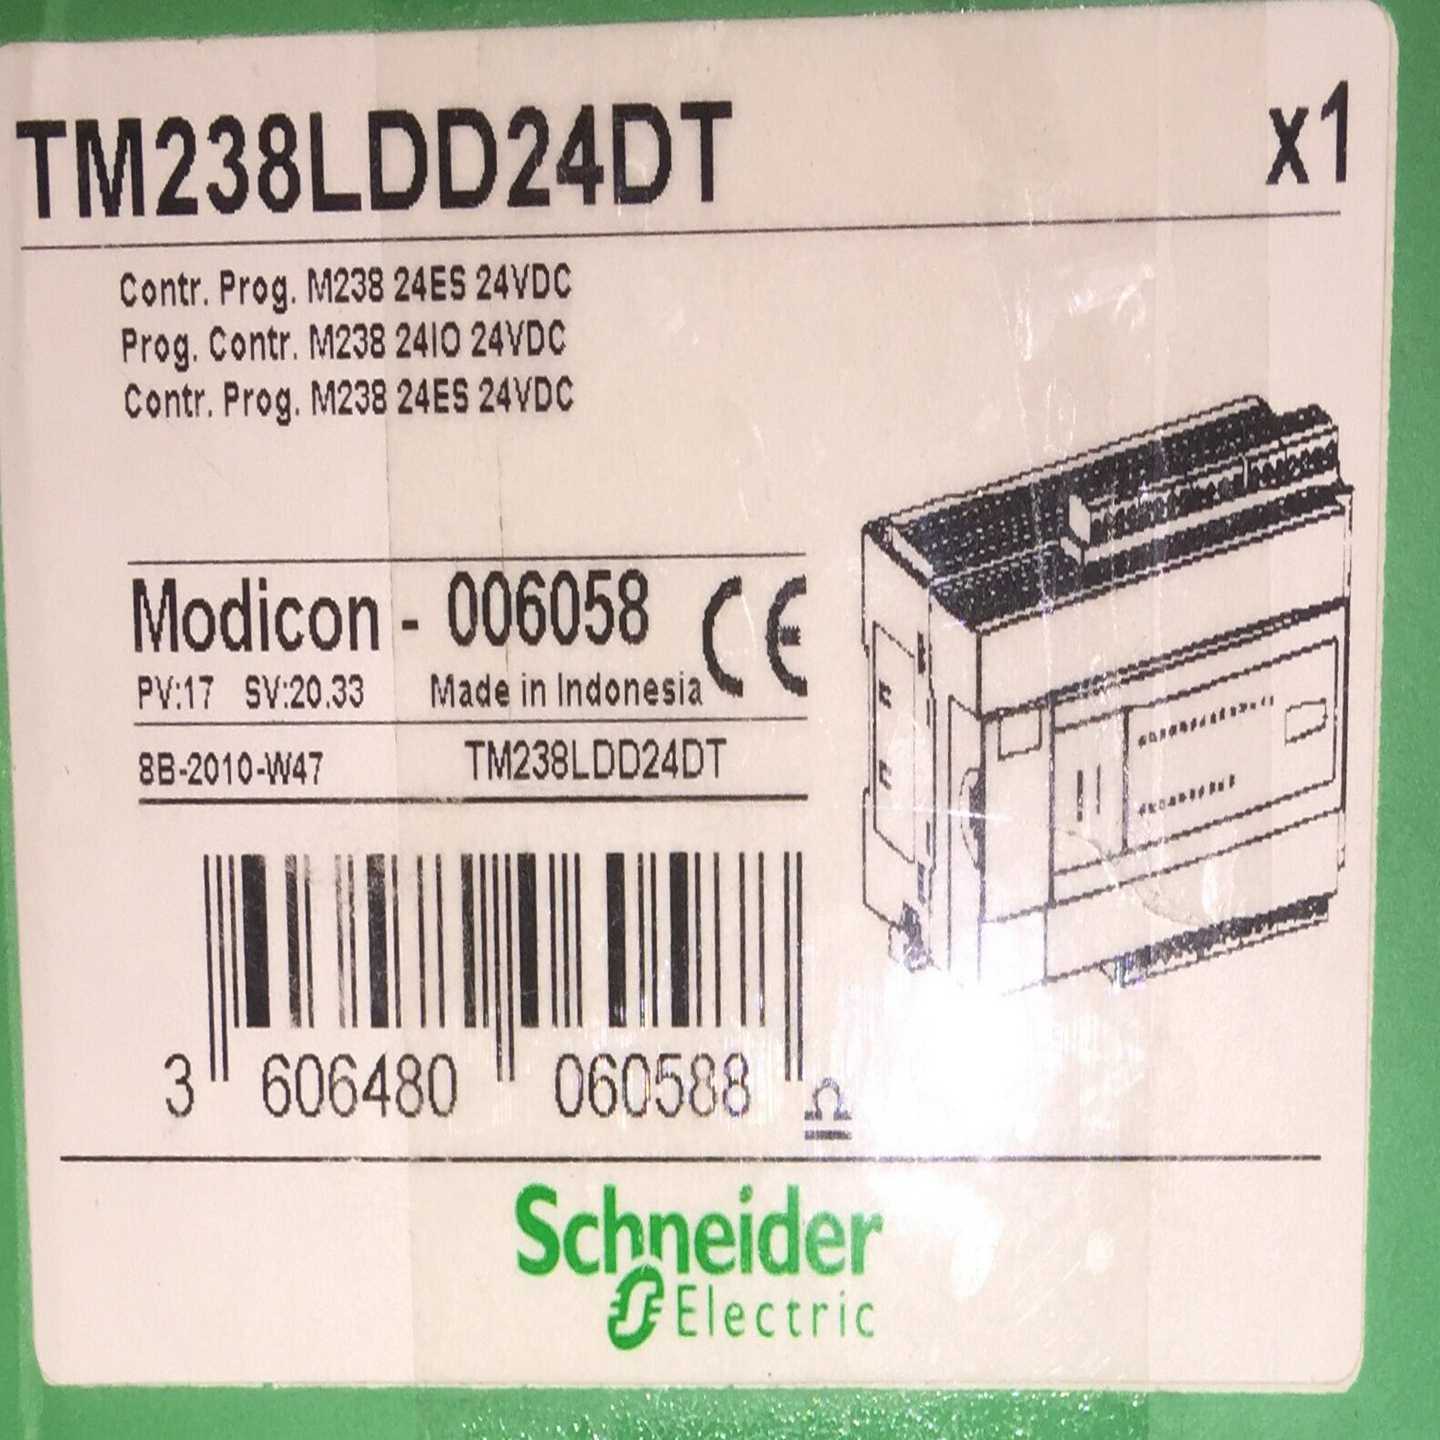 TM238LDD24DT x1
Contr. Prog. M238 24ES 24VDC
Prog. Contr. M238 24IO 24VDC
Contr. Prog. M238 24ES 24VDC
Modicon - 006058 CE
PV:17 SV:20.33 Made in Indonesia
8B-2010-W47 TM238LDD24DT
3 606480 060588
Schneider
Electric